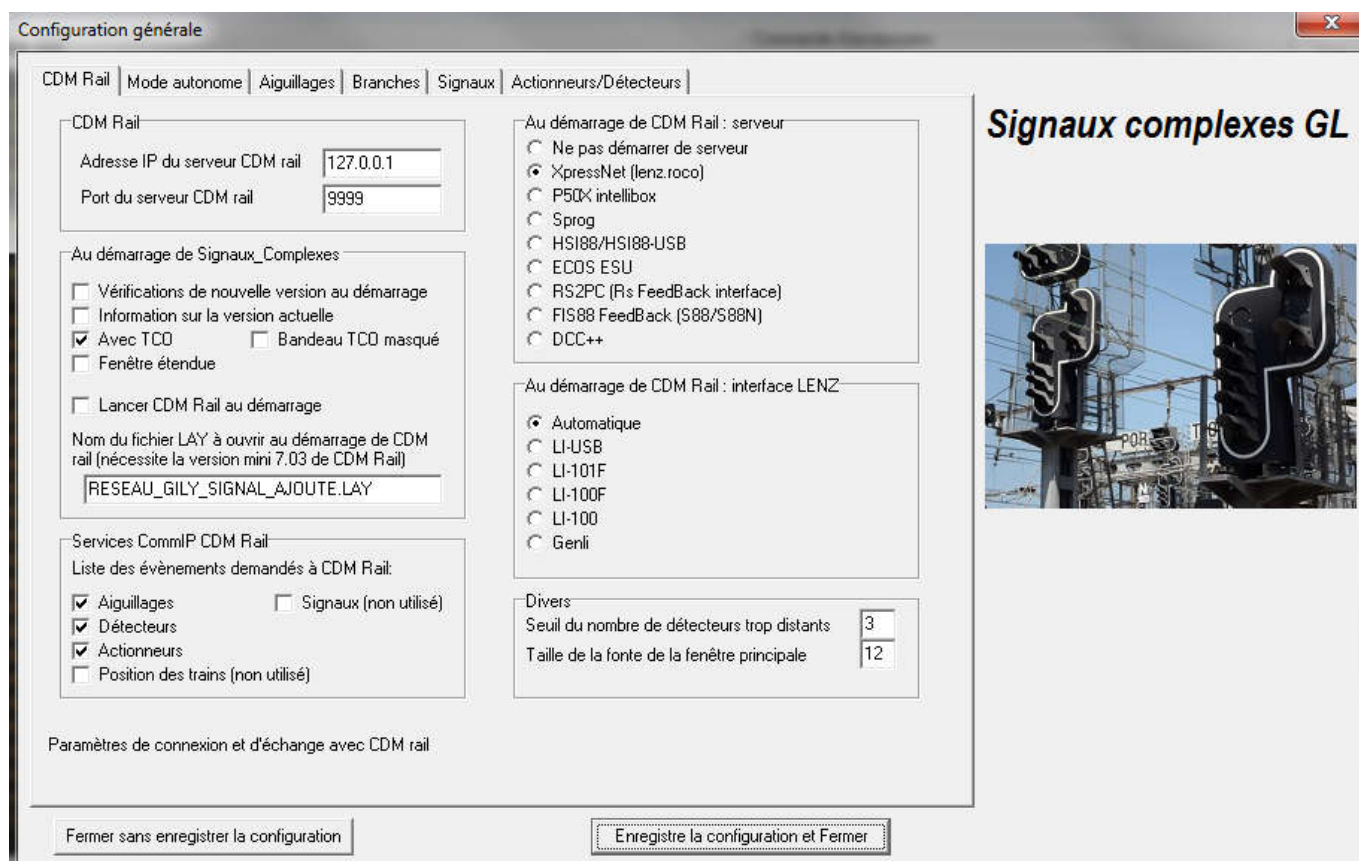 Configuration générale
CDM Rail
Mode autonome
Aiguillages
Branches
Signaux
Actionneurs/Détecteurs
CDM Rail
Adresse IP du serveur CDM rail
127.0.0.1
Port du serveur CDM rail
9999
Au démarrage de Signaux_Complexes
Vérifications de nouvelle version au démarrage
Information sur la version actuelle
Avec TCO
Bandeau TCO masqué
Fenêtre étendue
Lancer CDM Rail au démarrage
Nom du fichier LAY à ouvrir au démarrage de CDM
rail (nécessite la version mini 7.03 de CDM Rail)
RESEAU_GILY_SIGNAL_AJOUTE.LAY
Services CommIP CDM Rail
Liste des évènements demandés à CDM Rail:
Aiguillages
Signaux (non utilisé)
Détecteurs
Actionneurs
Position des trains (non utilisé)
Au démarrage de CDM Rail : serveur
Ne pas démarrer de serveur
XpressNet (lenz.roco)
P50X intellibox
Sprog
HSI88/HSI88-USB
ECOS ESU
RS2PC (Rs FeedBack interface)
FIS88 FeedBack (S88/S88N)
DCC++
Au démarrage de CDM Rail : interface LENZ
Automatique
LI-USB
LI-101F
LI-100F
LI-100
Genli
Divers
Seuil du nombre de détecteurs trop distants
3
Taille de la fonte de la fenêtre principale
12
Paramètres de connexion et d'échange avec CDM rail
Fermer sans enregistrer la configuration
Enregistre la configuration et Fermer
Signaux complexes GL